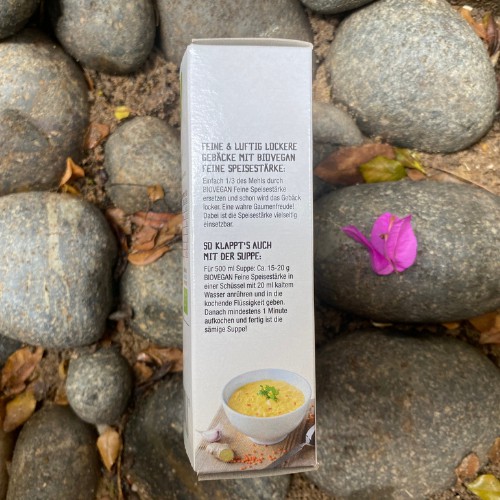 FEINE & LUFTIG LOCKERE
GEBÄCKE MIT BIOVEGAN
FEINE SPEISESTÄRKE:
Einfach 1/3 des Mehls durch
BIOVEGAN Feine Speisestärke
ersetzen und schon wird das Gebäck
locker. Eine wahre Gaumenfreude!
Dabei ist die Speisestärke vielseitig
einsetzbar.
SO KLAPPT'S AUCH
MIT DER SUPPE:
Für 500 ml Suppe: Ca. 15-20 g
BIOVEGAN Feine Speisestärke in
einer Schüssel mit 20 ml kaltem
Wasser anrühren und in die
kochende Flüssigkeit geben.
Danach mindestens 1 Minute
aufkochen und fertig ist die
sämige Suppe!